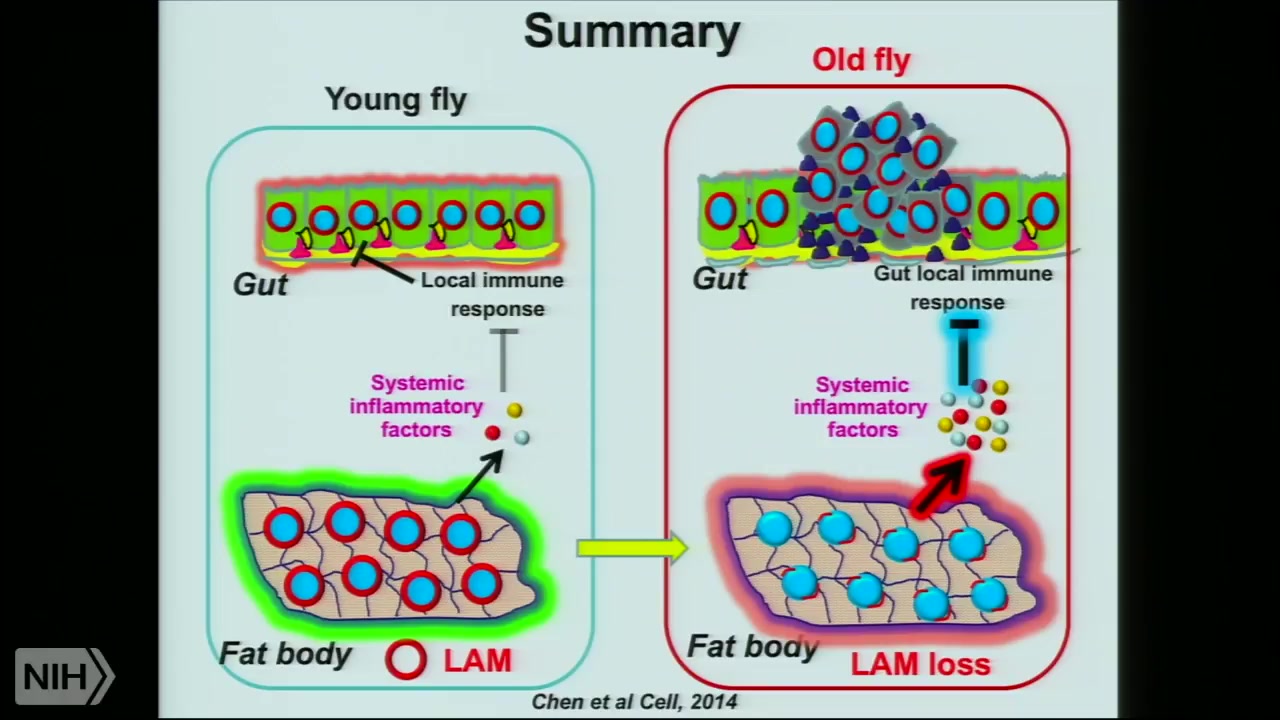 Summary
Young fly
Gut
Local immune
response
Systemic
inflammatory
factors
Fat body
LAM
Old fly
Gut
Gut local immune
response
Systemic
inflammatory
factors
Fat body
LAM loss
Chen et al Cell, 2014
NIH